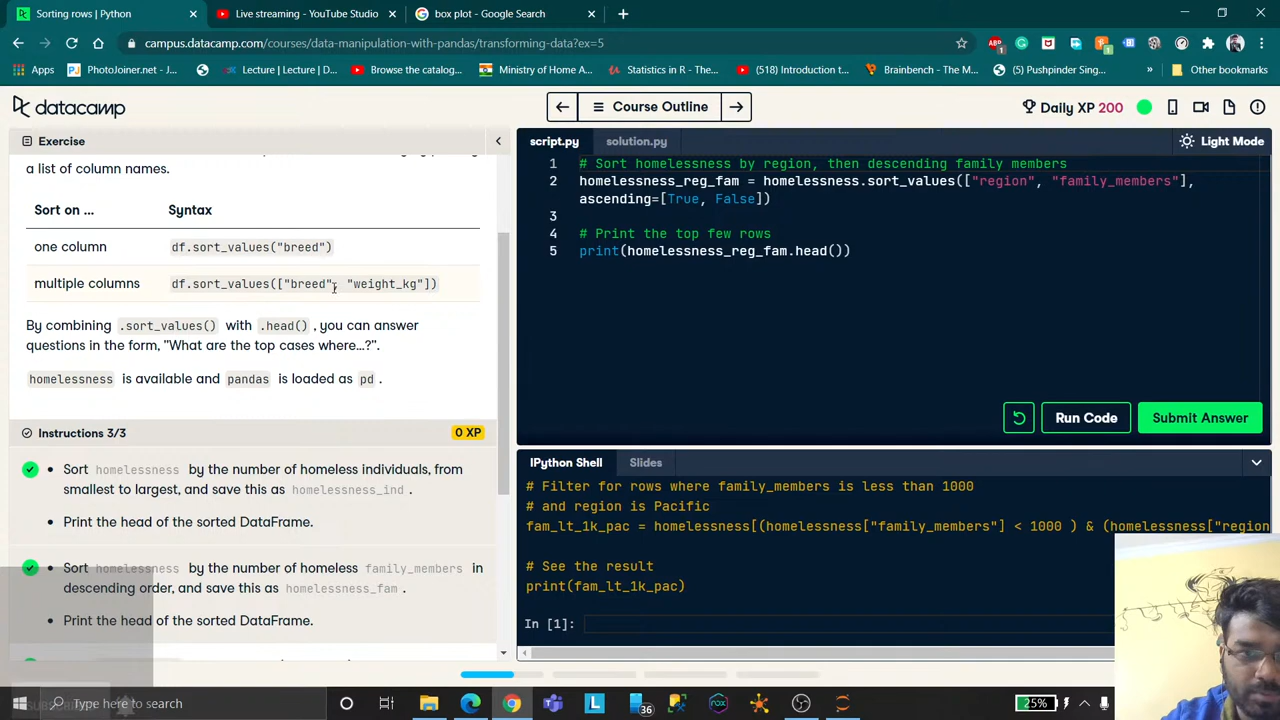 Sorting rows | Python
Live streaming - YouTube Studio
box plot - Google Search
campus.datacamp.com/courses/data-manipulation-with-pandas/transforming-data?ex=5
Apps
PhotoJoiner.net - J...
Lecture | Lecture | D...
Browse the catalog...
Ministry of Home A...
Statistics in R - The...
(518) Introduction t...
Brainbench - The M...
(5) Pushpinder Sing...
»
Other bookmarks
datacamp
Course Outline
Daily XP 200
Exercise
a list of column names.
Sort on ... Syntax
one column df.sort_values("breed")
multiple columns df.sort_values(["breed", "weight_kg"])
By combining .sort_values() with .head() , you can answer
questions in the form, "What are the top cases where...?".
homelessness is available and pandas is loaded as pd .
Instructions 3/3
0 XP
Sort homelessness by the number of homeless individuals, from
smallest to largest, and save this as homelessness_ind .
Print the head of the sorted DataFrame.
Sort homelessness by the number of homeless family_members in
descending order, and save this as homelessness_fam .
Print the head of the sorted DataFrame.
script.py
solution.py
Light Mode
1 # Sort homelessness by region, then descending family members
2 homelessness_reg_fam = homelessness.sort_values(["region", "family_members"],
ascending=[True, False])
3
4 # Print the top few rows
5 print(homelessness_reg_fam.head())
Run Code
Submit Answer
IPython Shell
Slides
# Filter for rows where family_members is less than 1000
# and region is Pacific
fam_lt_1k_pac = homelessness[(homelessness["family_members"] < 1000 ) & (homelessness["region
# See the result
print(fam_lt_1k_pac)
In [1]:
Type here to search
36
25%